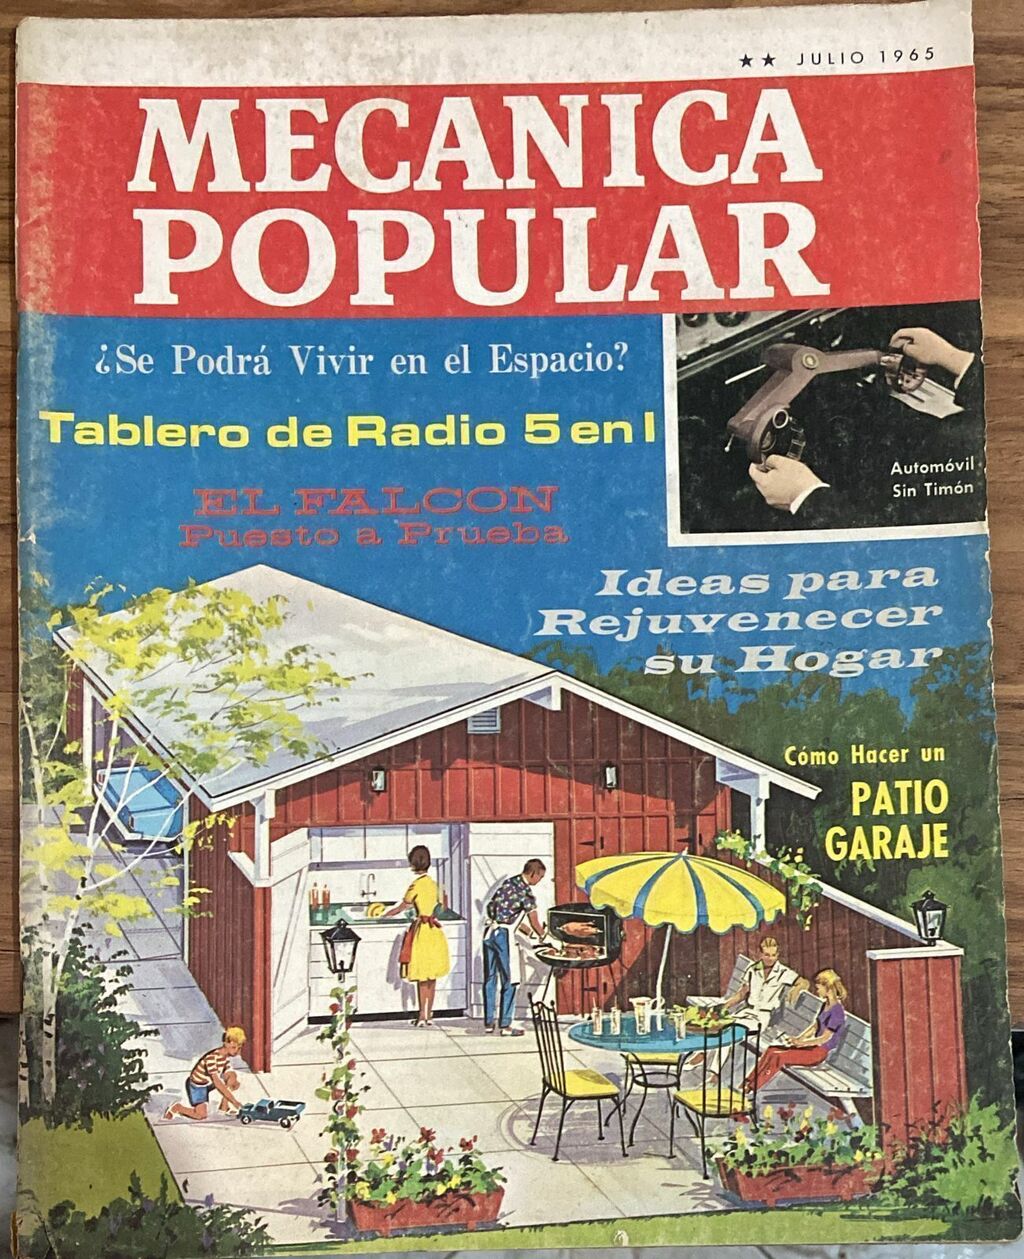 ★★ JULIO 1965
MECANICA
POPULAR
¿Se Podrá Vivir en el Espacio?
Tablero de Radio 5 en 1
EL FALCON
Puesto a Prueba
Automóvil
Sin Timón
Ideas para
Rejuvenecer
su Hogar
Cómo Hacer un
PATIO
GARAJE